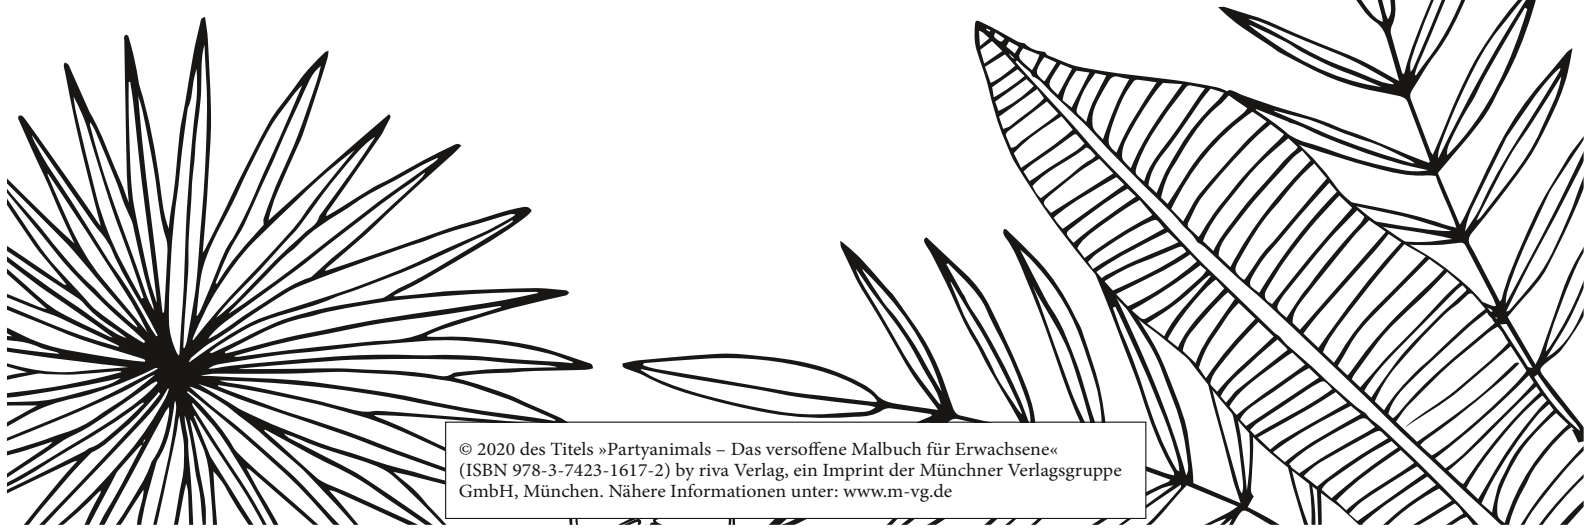 © 2020 des Titels »Partyanimals – Das versoffene Malbuch für Erwachsene«
(ISBN 978-3-7423-1617-2) by riva Verlag, ein Imprint der Münchner Verlagsgruppe
GmbH, München. Nähere Informationen unter: www.m-vg.de